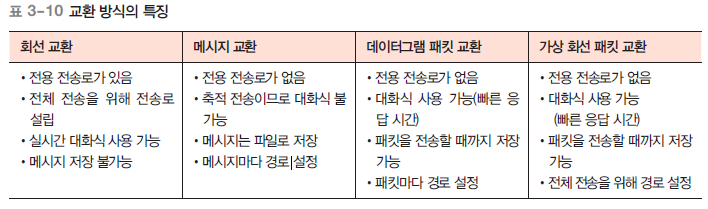 표 3-10 교환 방식의 특징
회선 교환
• 전용 전송로가 있음
• 전체 전송을 위해 전송로
설립
• 실시간 대화식 사용 가능
• 메시지 저장 불가능
메시지 교환
• 전용 전송로가 없음
• 축적 전송이므로 대화식 불
가능
• 메시지는 파일로 저장
• 메시지마다 경로 설정
데이터그램 패킷 교환
• 전용 전송로가 없음
• 대화식 사용 가능(빠른 응
답 시간)
• 패킷을 전송할 때까지 저장
가능
• 패킷마다 경로 설정
가상 회선 패킷 교환
• 전용 전송로가 없음
• 대화식 사용 가능
(빠른 응답 시간)
• 패킷을 전송할 때까지 저장
가능
• 전체 전송을 위해 경로 설정